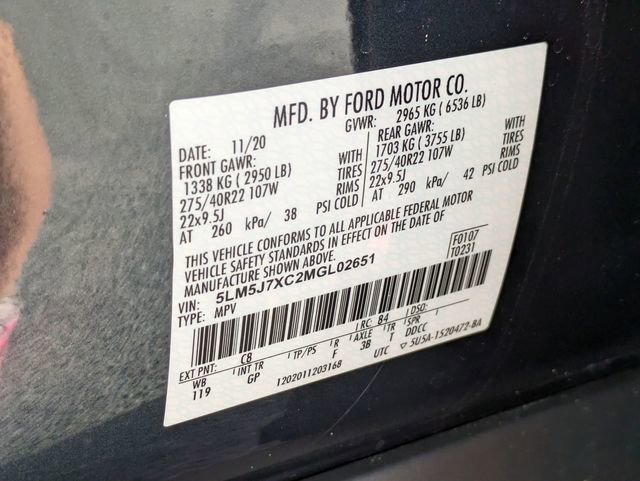 MFD. BY FORD MOTOR CO.
DATE: 11/20
GVWR: 2965 KG ( 6536 LB)
FRONT GAWR:
REAR GAWR:
1338 KG ( 2950 LB) WITH
1703 KG ( 3755 LB) WITH
275/40R22 107W TIRES
275/40R22 107W TIRES
22x9.5J RIMS
22x9.5J RIMS
AT 260 kPa/ 38 PSI COLD
AT 290 kPa/ 42 PSI COLD
THIS VEHICLE CONFORMS TO ALL APPLICABLE FEDERAL MOTOR
VEHICLE SAFETY STANDARDS IN EFFECT ON THE DATE OF
MANUFACTURE SHOWN ABOVE.
F0107
T0231
VIN: 5LM5J7XC2MGL02651
TYPE: MPV
EXT PNT: C8 RC: 84 DSO:
WB INT TR TP/PS R AXLE TR SPR
119 GP F 3B T DDCC
1202011203168 UTC ▽5U5A-1520472-BA